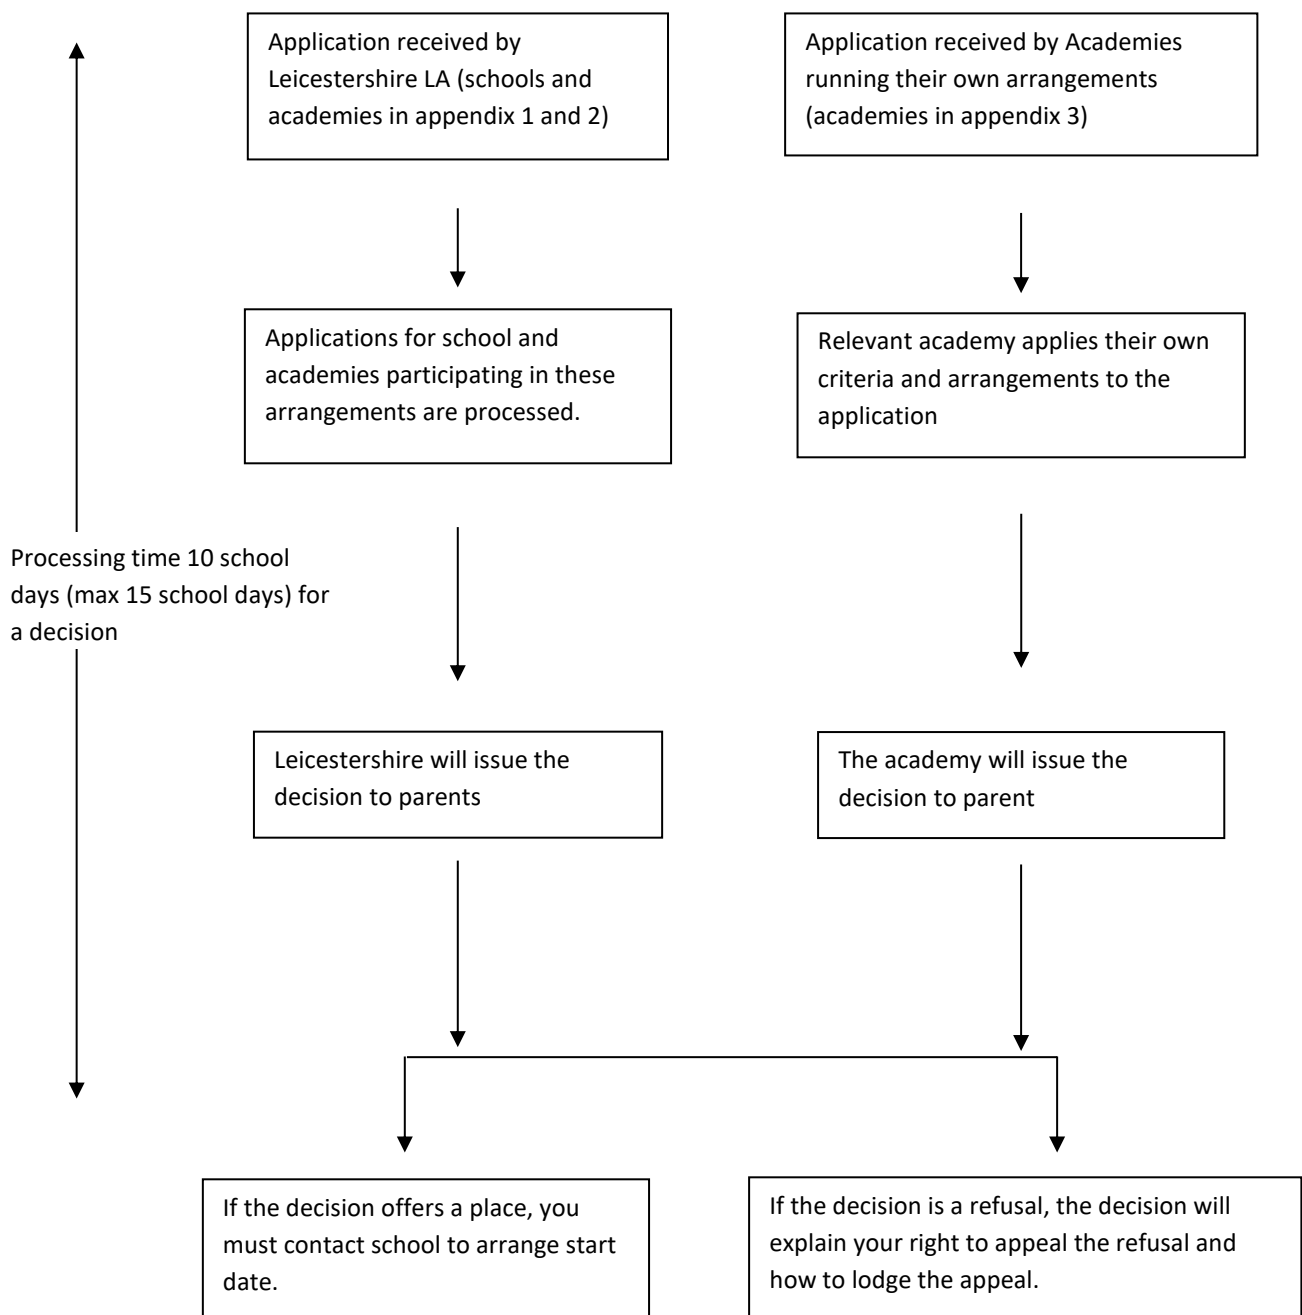 Application received by
Leicestershire LA (schools and
academies in appendix 1 and 2)
Application received by Academies
running their own arrangements
(academies in appendix 3)
Applications for school and
academies participating in these
arrangements are processed.
Relevant academy applies their own
criteria and arrangements to the
application
Processing time 10 school
days (max 15 school days) for
a decision
Leicestershire will issue the
decision to parents
The academy will issue the
decision to parent
If the decision offers a place, you
must contact school to arrange start
date.
If the decision is a refusal, the decision will
explain your right to appeal the refusal and
how to lodge the appeal.